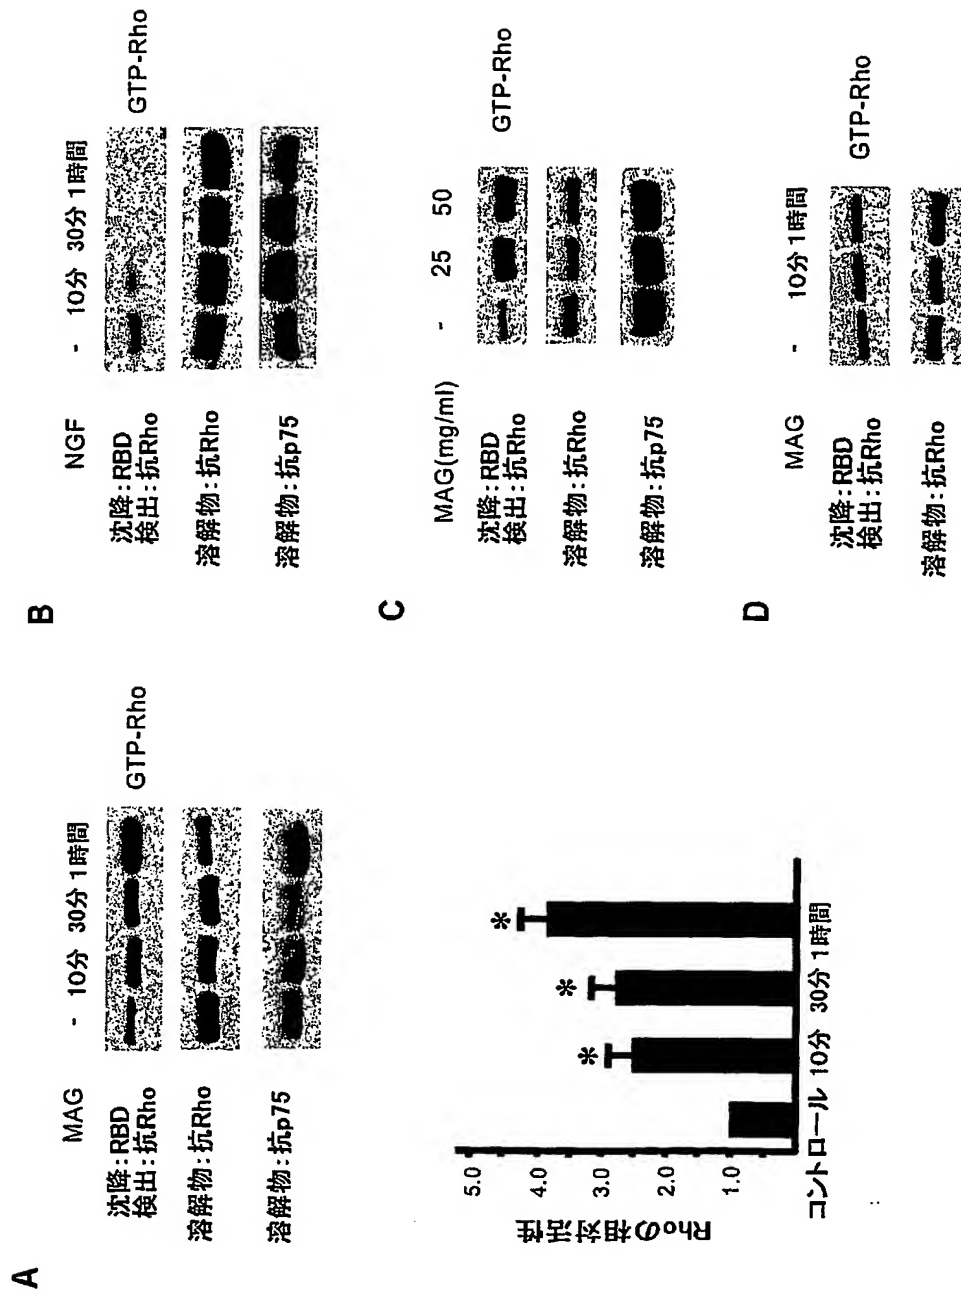 A
MAG - 10分 30分 1時間
沈降:RBD
検出:抗Rho
GTP-Rho
溶解物:抗Rho
溶解物:抗p75
Rhoの相対活性
5.0
4.0
3.0
2.0
1.0
* * *
コントロール 10分 30分 1時間
B
NGF - 10分 30分 1時間
沈降:RBD
検出:抗Rho
GTP-Rho
溶解物:抗Rho
溶解物:抗p75
C
MAG(mg/ml) - 25 50
沈降:RBD
検出:抗Rho
GTP-Rho
溶解物:抗Rho
溶解物:抗p75
D
MAG - 10分 1時間
沈降:RBD
検出:抗Rho
GTP-Rho
溶解物:抗Rho